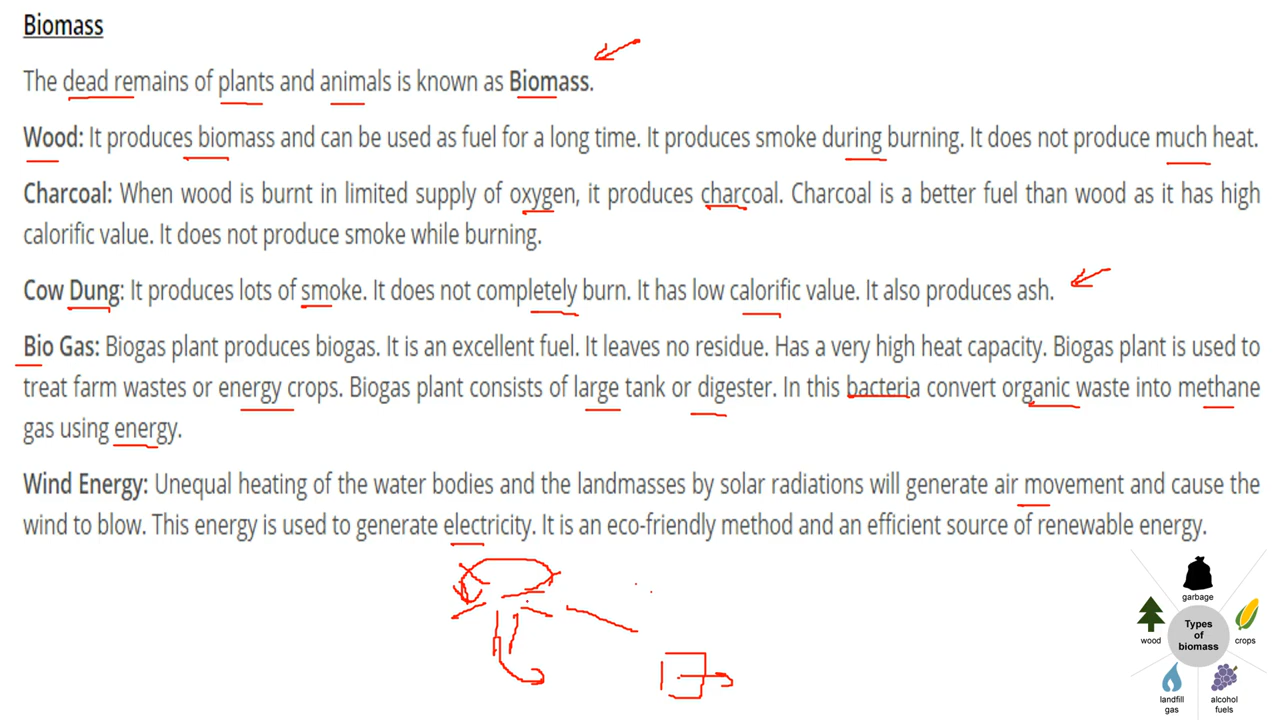 Biomass
The dead remains of plants and animals is known as Biomass.
Wood: It produces biomass and can be used as fuel for a long time. It produces smoke during burning. It does not produce much heat.
Charcoal: When wood is burnt in limited supply of oxygen, it produces charcoal. Charcoal is a better fuel than wood as it has high
calorific value. It does not produce smoke while burning.
Cow Dung: It produces lots of smoke. It does not completely burn. It has low calorific value. It also produces ash.
Bio Gas: Biogas plant produces biogas. It is an excellent fuel. It leaves no residue. Has a very high heat capacity. Biogas plant is used to
treat farm wastes or energy crops. Biogas plant consists of large tank or digester. In this bacteria convert organic waste into methane
gas using energy.
Wind Energy: Unequal heating of the water bodies and the landmasses by solar radiations will generate air movement and cause the
wind to blow. This energy is used to generate electricity. It is an eco-friendly method and an efficient source of renewable energy.
garbage
wood
Types
of
biomass
crops
landfill
gas
alcohol
fuels